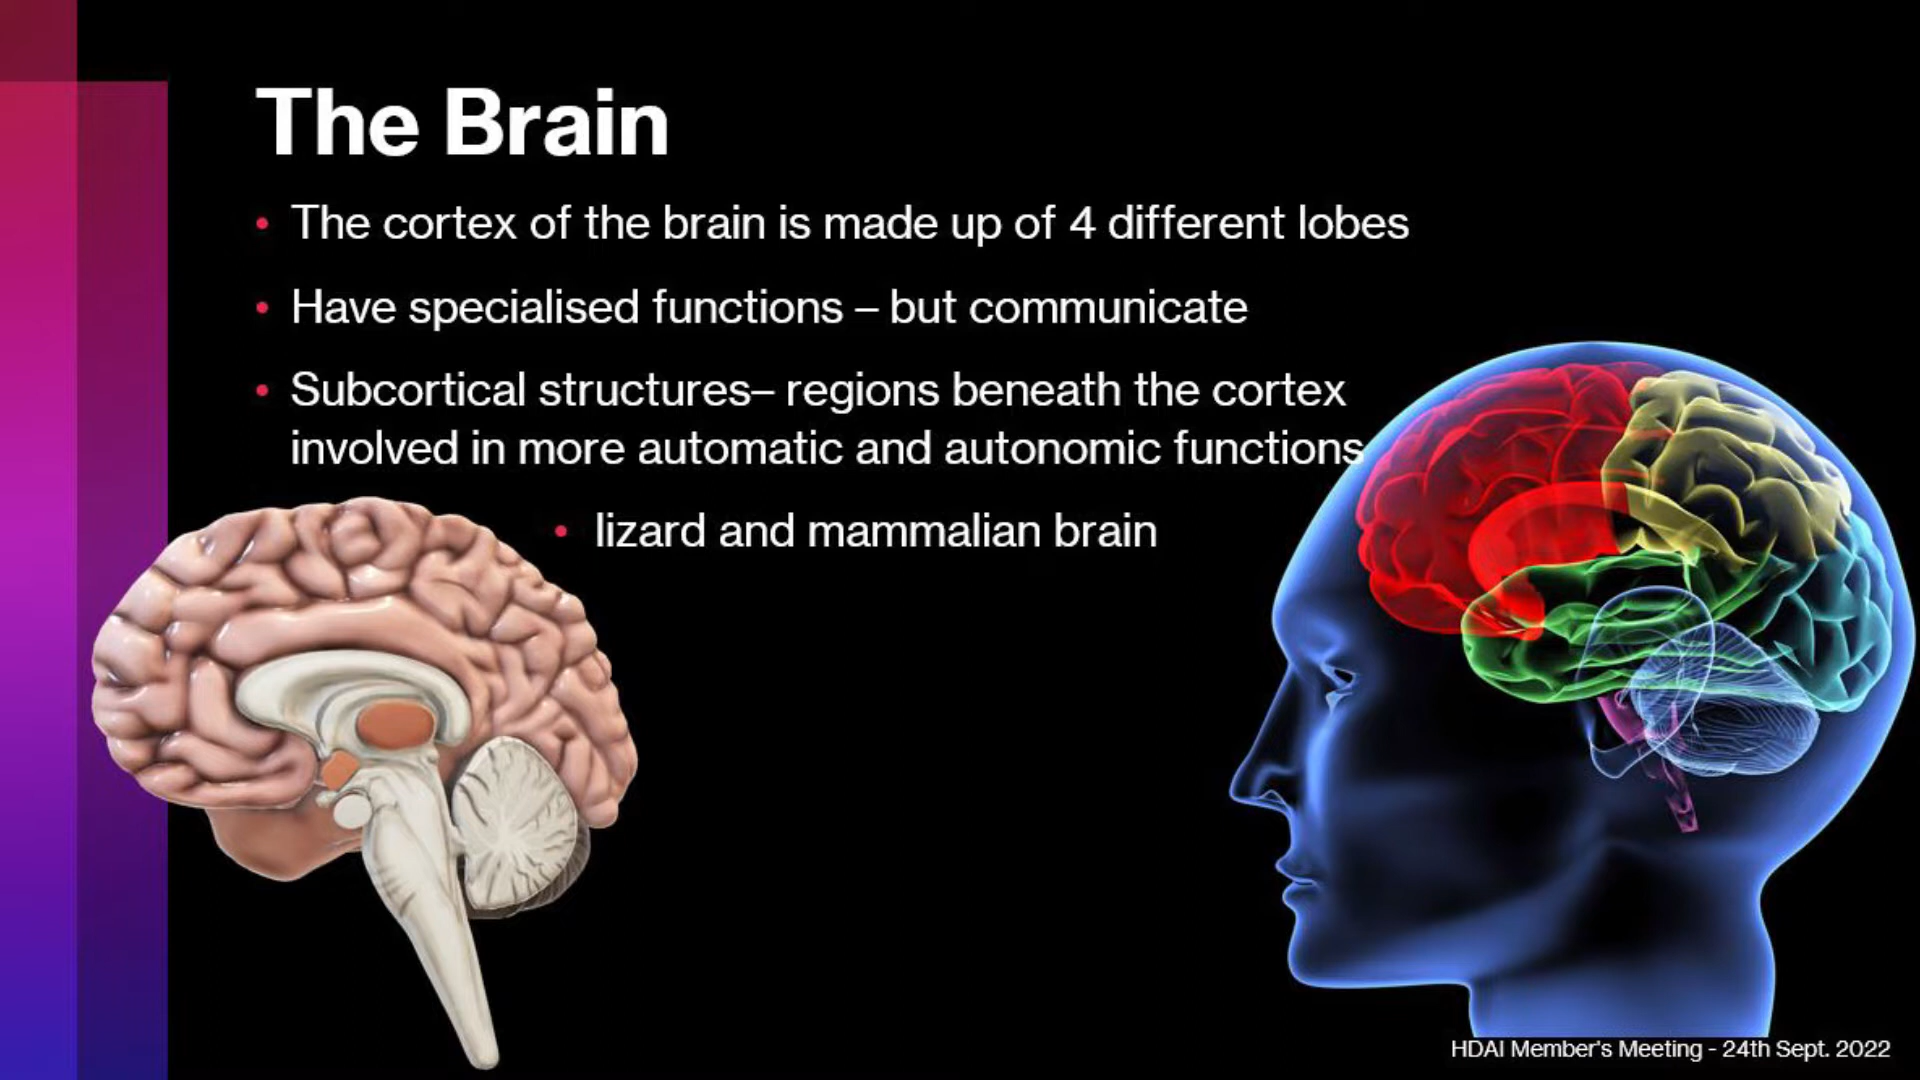 The Brain
• The cortex of the brain is made up of 4 different lobes
• Have specialised functions – but communicate
• Subcortical structures– regions beneath the cortex
involved in more automatic and autonomic functions
• lizard and mammalian brain
HDAI Member's Meeting - 24th Sept. 2022